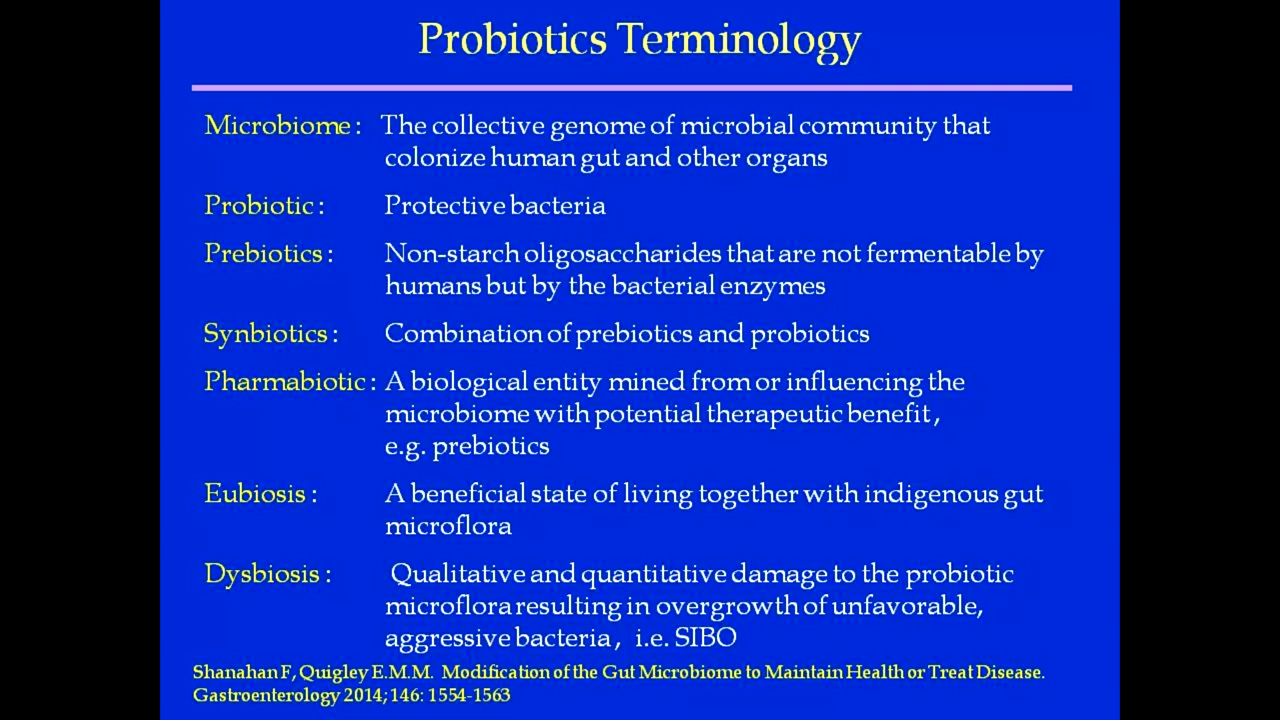 Probiotics Terminology
Microbiome : The collective genome of microbial community that
colonize human gut and other organs
Probiotic : Protective bacteria
Prebiotics : Non-starch oligosaccharides that are not fermentable by
humans but by the bacterial enzymes
Synbiotics : Combination of prebiotics and probiotics
Pharmabiotic : A biological entity mined from or influencing the
microbiome with potential therapeutic benefit ,
e.g. prebiotics
Eubiosis : A beneficial state of living together with indigenous gut
microflora
Dysbiosis : Qualitative and quantitative damage to the probiotic
microflora resulting in overgrowth of unfavorable,
aggressive bacteria , i.e. SIBO
Shanahan F, Quigley E.M.M. Modification of the Gut Microbiome to Maintain Health or Treat Disease.
Gastroenterology 2014; 146: 1554-1563